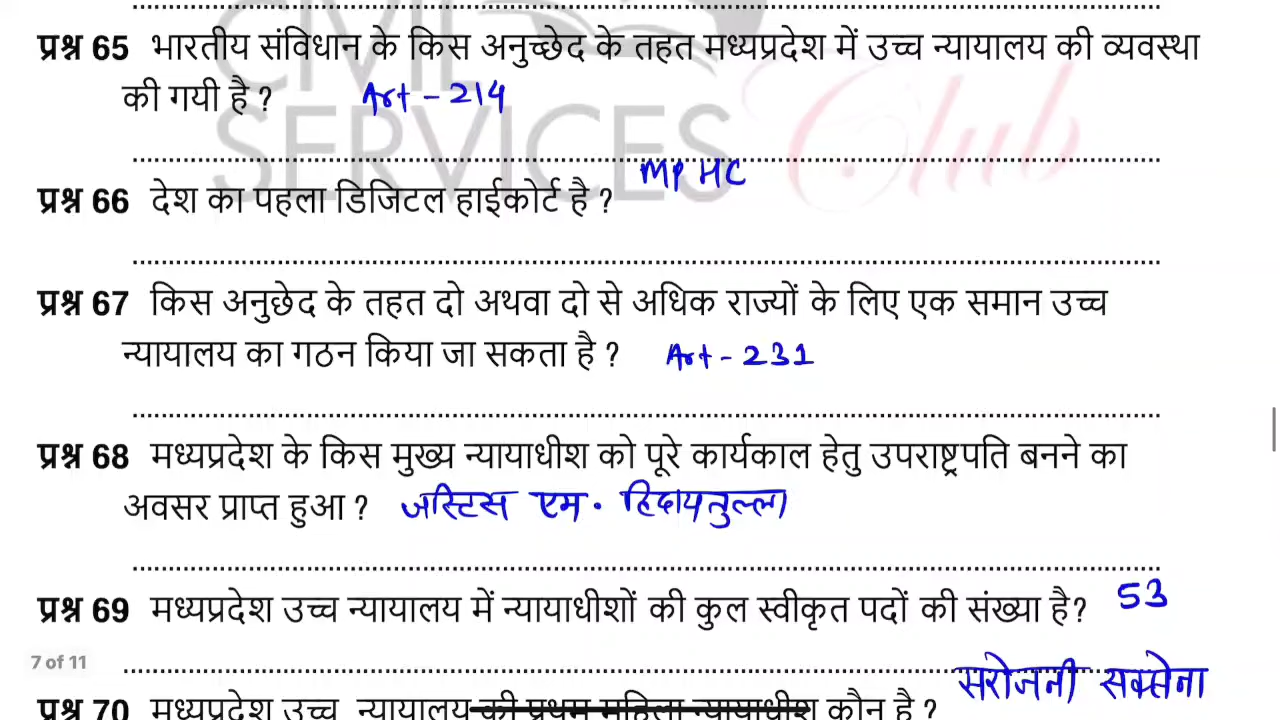 CIVIL
SERVICES Club
प्रश्न 65 भारतीय संविधान के किस अनुच्छेद के तहत मध्यप्रदेश में उच्च न्यायालय की व्यवस्था
की गयी है ? Art - 214
MP HC
प्रश्न 66 देश का पहला डिजिटल हाईकोर्ट है ?
प्रश्न 67 किस अनुछेद के तहत दो अथवा दो से अधिक राज्यों के लिए एक समान उच्च
न्यायालय का गठन किया जा सकता है ? Art - 231
प्रश्न 68 मध्यप्रदेश के किस मुख्य न्यायाधीश को पूरे कार्यकाल हेतु उपराष्ट्रपति बनने का
अवसर प्राप्त हुआ ? जस्टिस एम. हिदायतुल्ला
प्रश्न 69 मध्यप्रदेश उच्च न्यायालय में न्यायाधीशों की कुल स्वीकृत पदों की संख्या है? 53
7 of 11
सरोजनी सक्सेना
प्रश्न 70 मध्यप्रदेश उच्च न्यायालय की प्रथम महिला न्यायाधीश कौन है ?